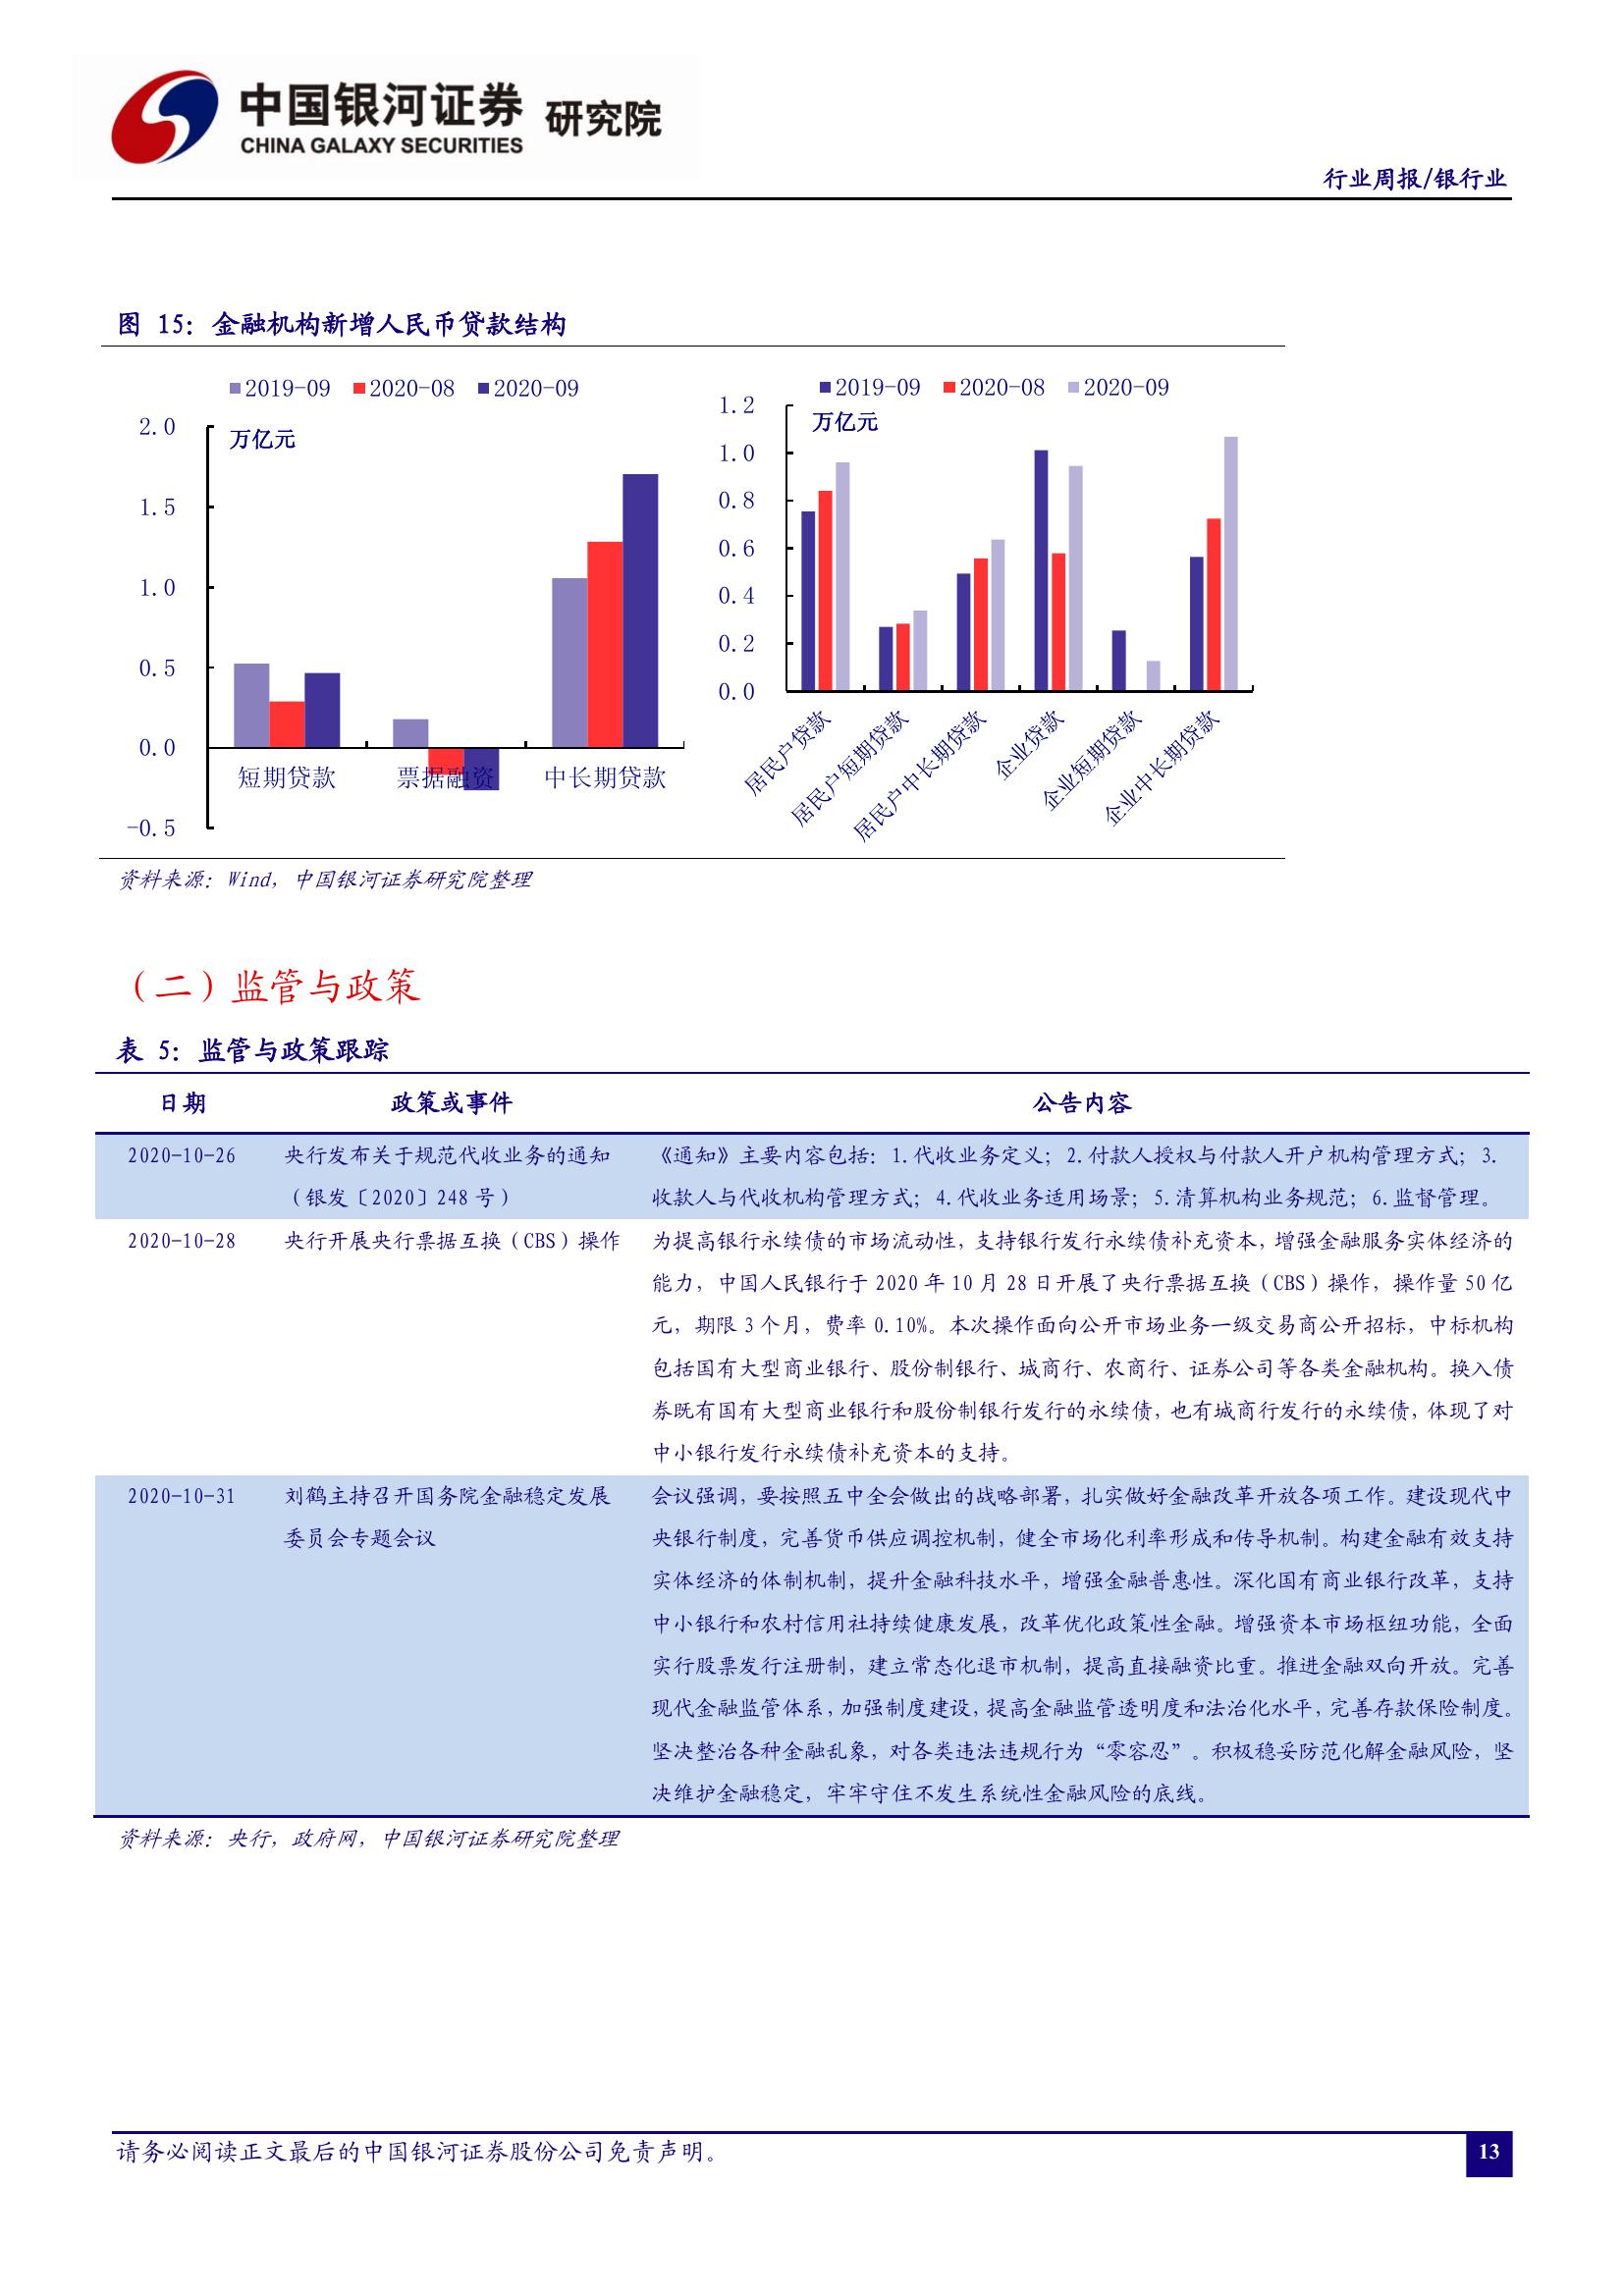 中国银河证券 研究院
CHINA GALAXY SECURITIES
行业周报/银行业
图 15：金融机构新增人民币贷款结构
2019-09 2020-08 2020-09
万亿元
2.0
1.5
1.0
0.5
0.0
-0.5
短期贷款 票据融资 中长期贷款
2019-09 2020-08 2020-09
万亿元
1.2
1.0
0.8
0.6
0.4
0.2
0.0
居民户贷款
居民户短期贷款
居民户中长期贷款
企业贷款
企业短期贷款
企业中长期贷款
资料来源：Wind，中国银河证券研究院整理
（二）监管与政策
表 5：监管与政策跟踪
日期 政策或事件 公告内容
2020-10-26 央行发布关于规范代收业务的通知 《通知》主要内容包括：1.代收业务定义；2.付款人授权与付款人开户机构管理方式；3.
（银发〔2020〕248 号） 收款人与代收机构管理方式；4.代收业务适用场景；5.清算机构业务规范；6.监督管理。
2020-10-28 央行开展央行票据互换（CBS）操作 为提高银行永续债的市场流动性，支持银行发行永续债补充资本，增强金融服务实体经济的
能力，中国人民银行于 2020 年 10 月 28 日开展了央行票据互换（CBS）操作，操作量 50 亿
元，期限 3 个月，费率 0.10%。本次操作面向公开市场业务一级交易商公开招标，中标机构
包括国有大型商业银行、股份制银行、城商行、农商行、证券公司等各类金融机构。换入债
券既有国有大型商业银行和股份制银行发行的永续债，也有城商行发行的永续债，体现了对
中小银行发行永续债补充资本的支持。
2020-10-31 刘鹤主持召开国务院金融稳定发展 会议强调，要按照五中全会做出的战略部署，扎实做好金融改革开放各项工作。建设现代中
委员会专题会议 央银行制度，完善货币供应调控机制，健全市场化利率形成和传导机制。构建金融有效支持
实体经济的体制机制，提升金融科技水平，增强金融普惠性。深化国有商业银行改革，支持
中小银行和农村信用社持续健康发展，改革优化政策性金融。增强资本市场枢纽功能，全面
实行股票发行注册制，建立常态化退市机制，提高直接融资比重。推进金融双向开放。完善
现代金融监管体系，加强制度建设，提高金融监管透明度和法治化水平，完善存款保险制度。
坚决整治各种金融乱象，对各类违法违规行为“零容忍”。积极稳妥防范化解金融风险，坚
决维护金融稳定，牢牢守住不发生系统性金融风险的底线。
资料来源：央行，政府网，中国银河证券研究院整理
请务必阅读正文最后的中国银河证券股份公司免责声明。
13